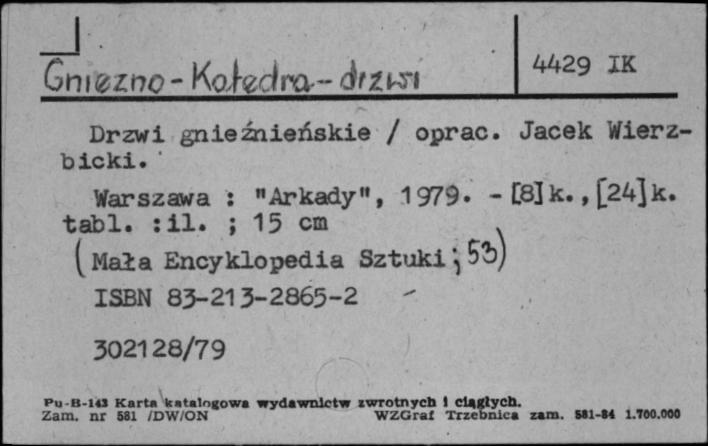 Gniezno - Katedra - drzwi
4429 IK
Drzwi gnieźnieńskie / oprac. Jacek Wierz-
bicki.
Warszawa : "Arkady", 1979. - [8]k.,[24]k.
tabl. :il. ; 15 cm
(Mała Encyklopedia Sztuki; 53)
ISBN 83-213-2865-2
302128/79
Pu-B-143 Karta katalogowa wydawnictw zwrotnych i ciągłych.
Zam. nr 581 /DW/ON WZGraf Trzebnica zam. 581-84 1.700.000